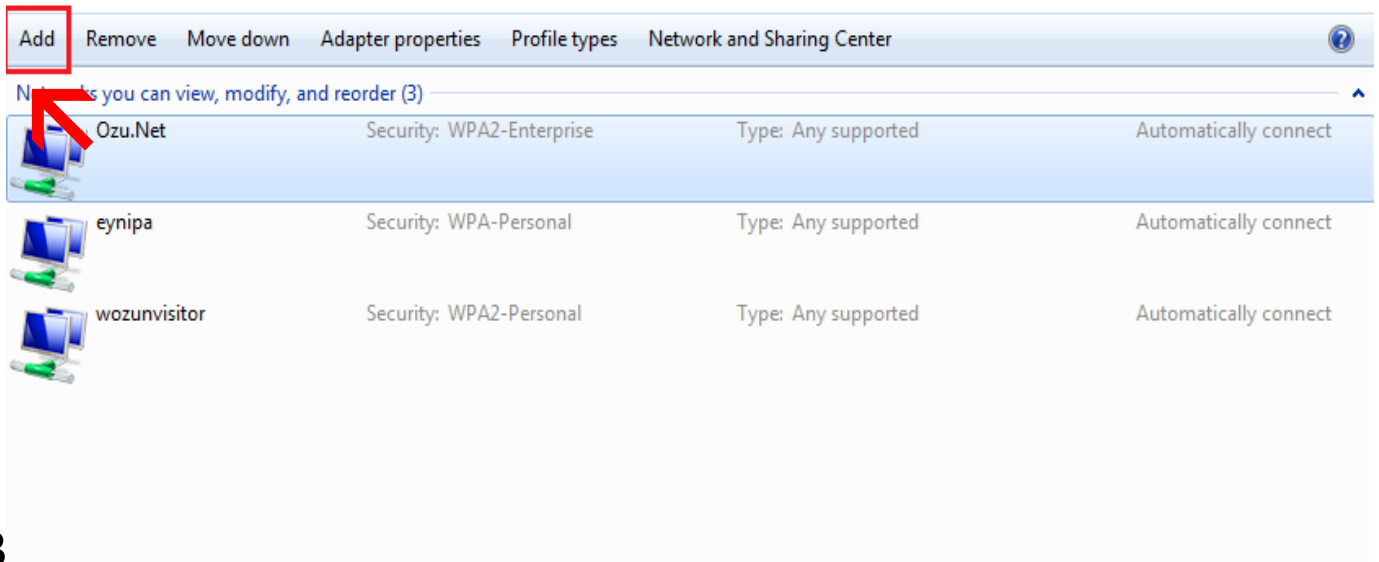 Add Remove Move down Adapter properties Profile types Network and Sharing Center
you can view, modify, and reorder (3)
Ozu.Net Security: WPA2-Enterprise Type: Any supported Automatically connect
eynipa Security: WPA-Personal Type: Any supported Automatically connect
wozunvisitor Security: WPA2-Personal Type: Any supported Automatically connect